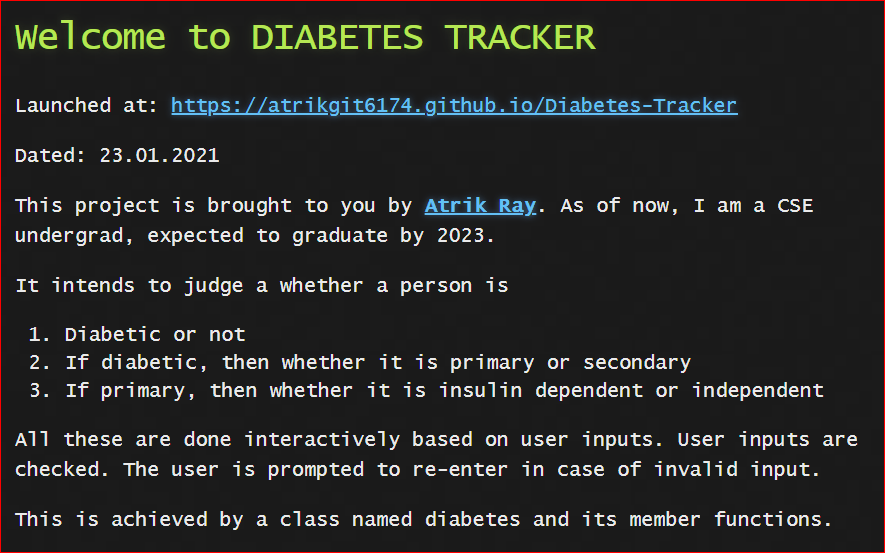 Welcome to DIABETES TRACKER
Launched at: https://atrikgit6174.github.io/Diabetes-Tracker
Dated: 23.01.2021
This project is brought to you by Atrik Ray. As of now, I am a CSE
undergrad, expected to graduate by 2023.
It intends to judge a whether a person is
1. Diabetic or not
2. If diabetic, then whether it is primary or secondary
3. If primary, then whether it is insulin dependent or independent
All these are done interactively based on user inputs. User inputs are
checked. The user is prompted to re-enter in case of invalid input.
This is achieved by a class named diabetes and its member functions.